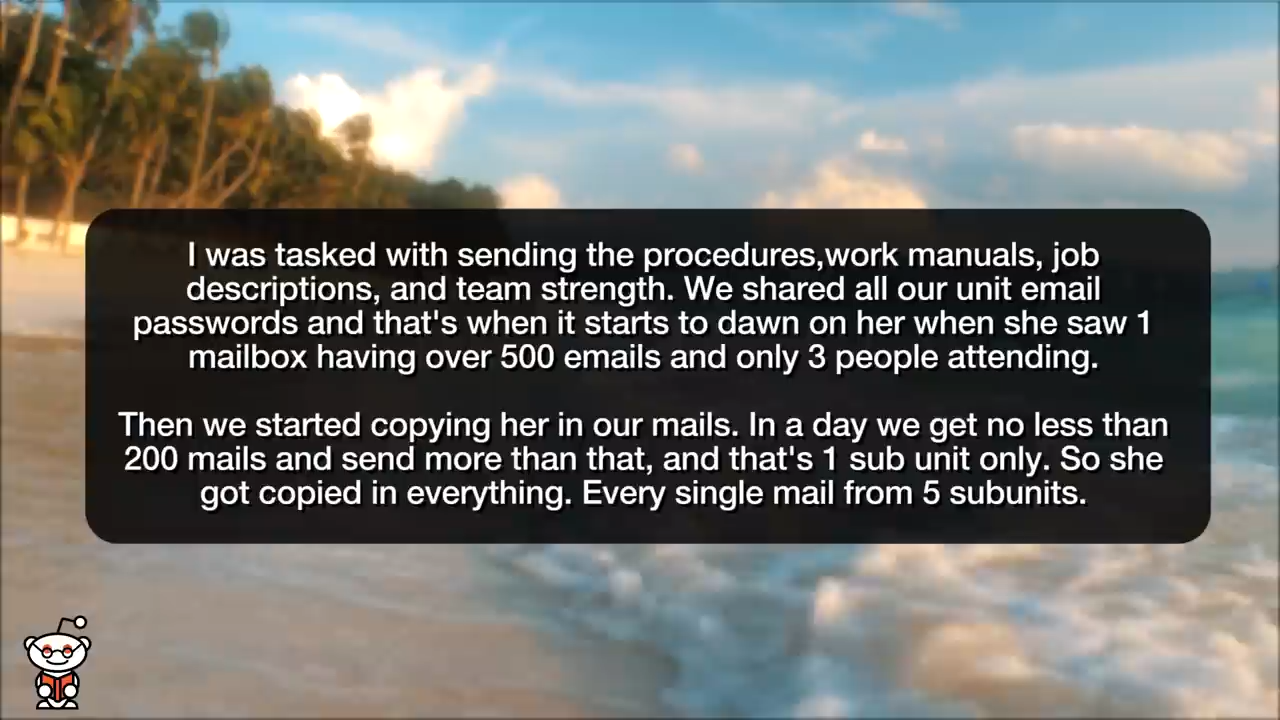 I was tasked with sending the procedures,work manuals, job
descriptions, and team strength. We shared all our unit email
passwords and that's when it starts to dawn on her when she saw 1
mailbox having over 500 emails and only 3 people attending.
Then we started copying her in our mails. In a day we get no less than
200 mails and send more than that, and that's 1 sub unit only. So she
got copied in everything. Every single mail from 5 subunits.